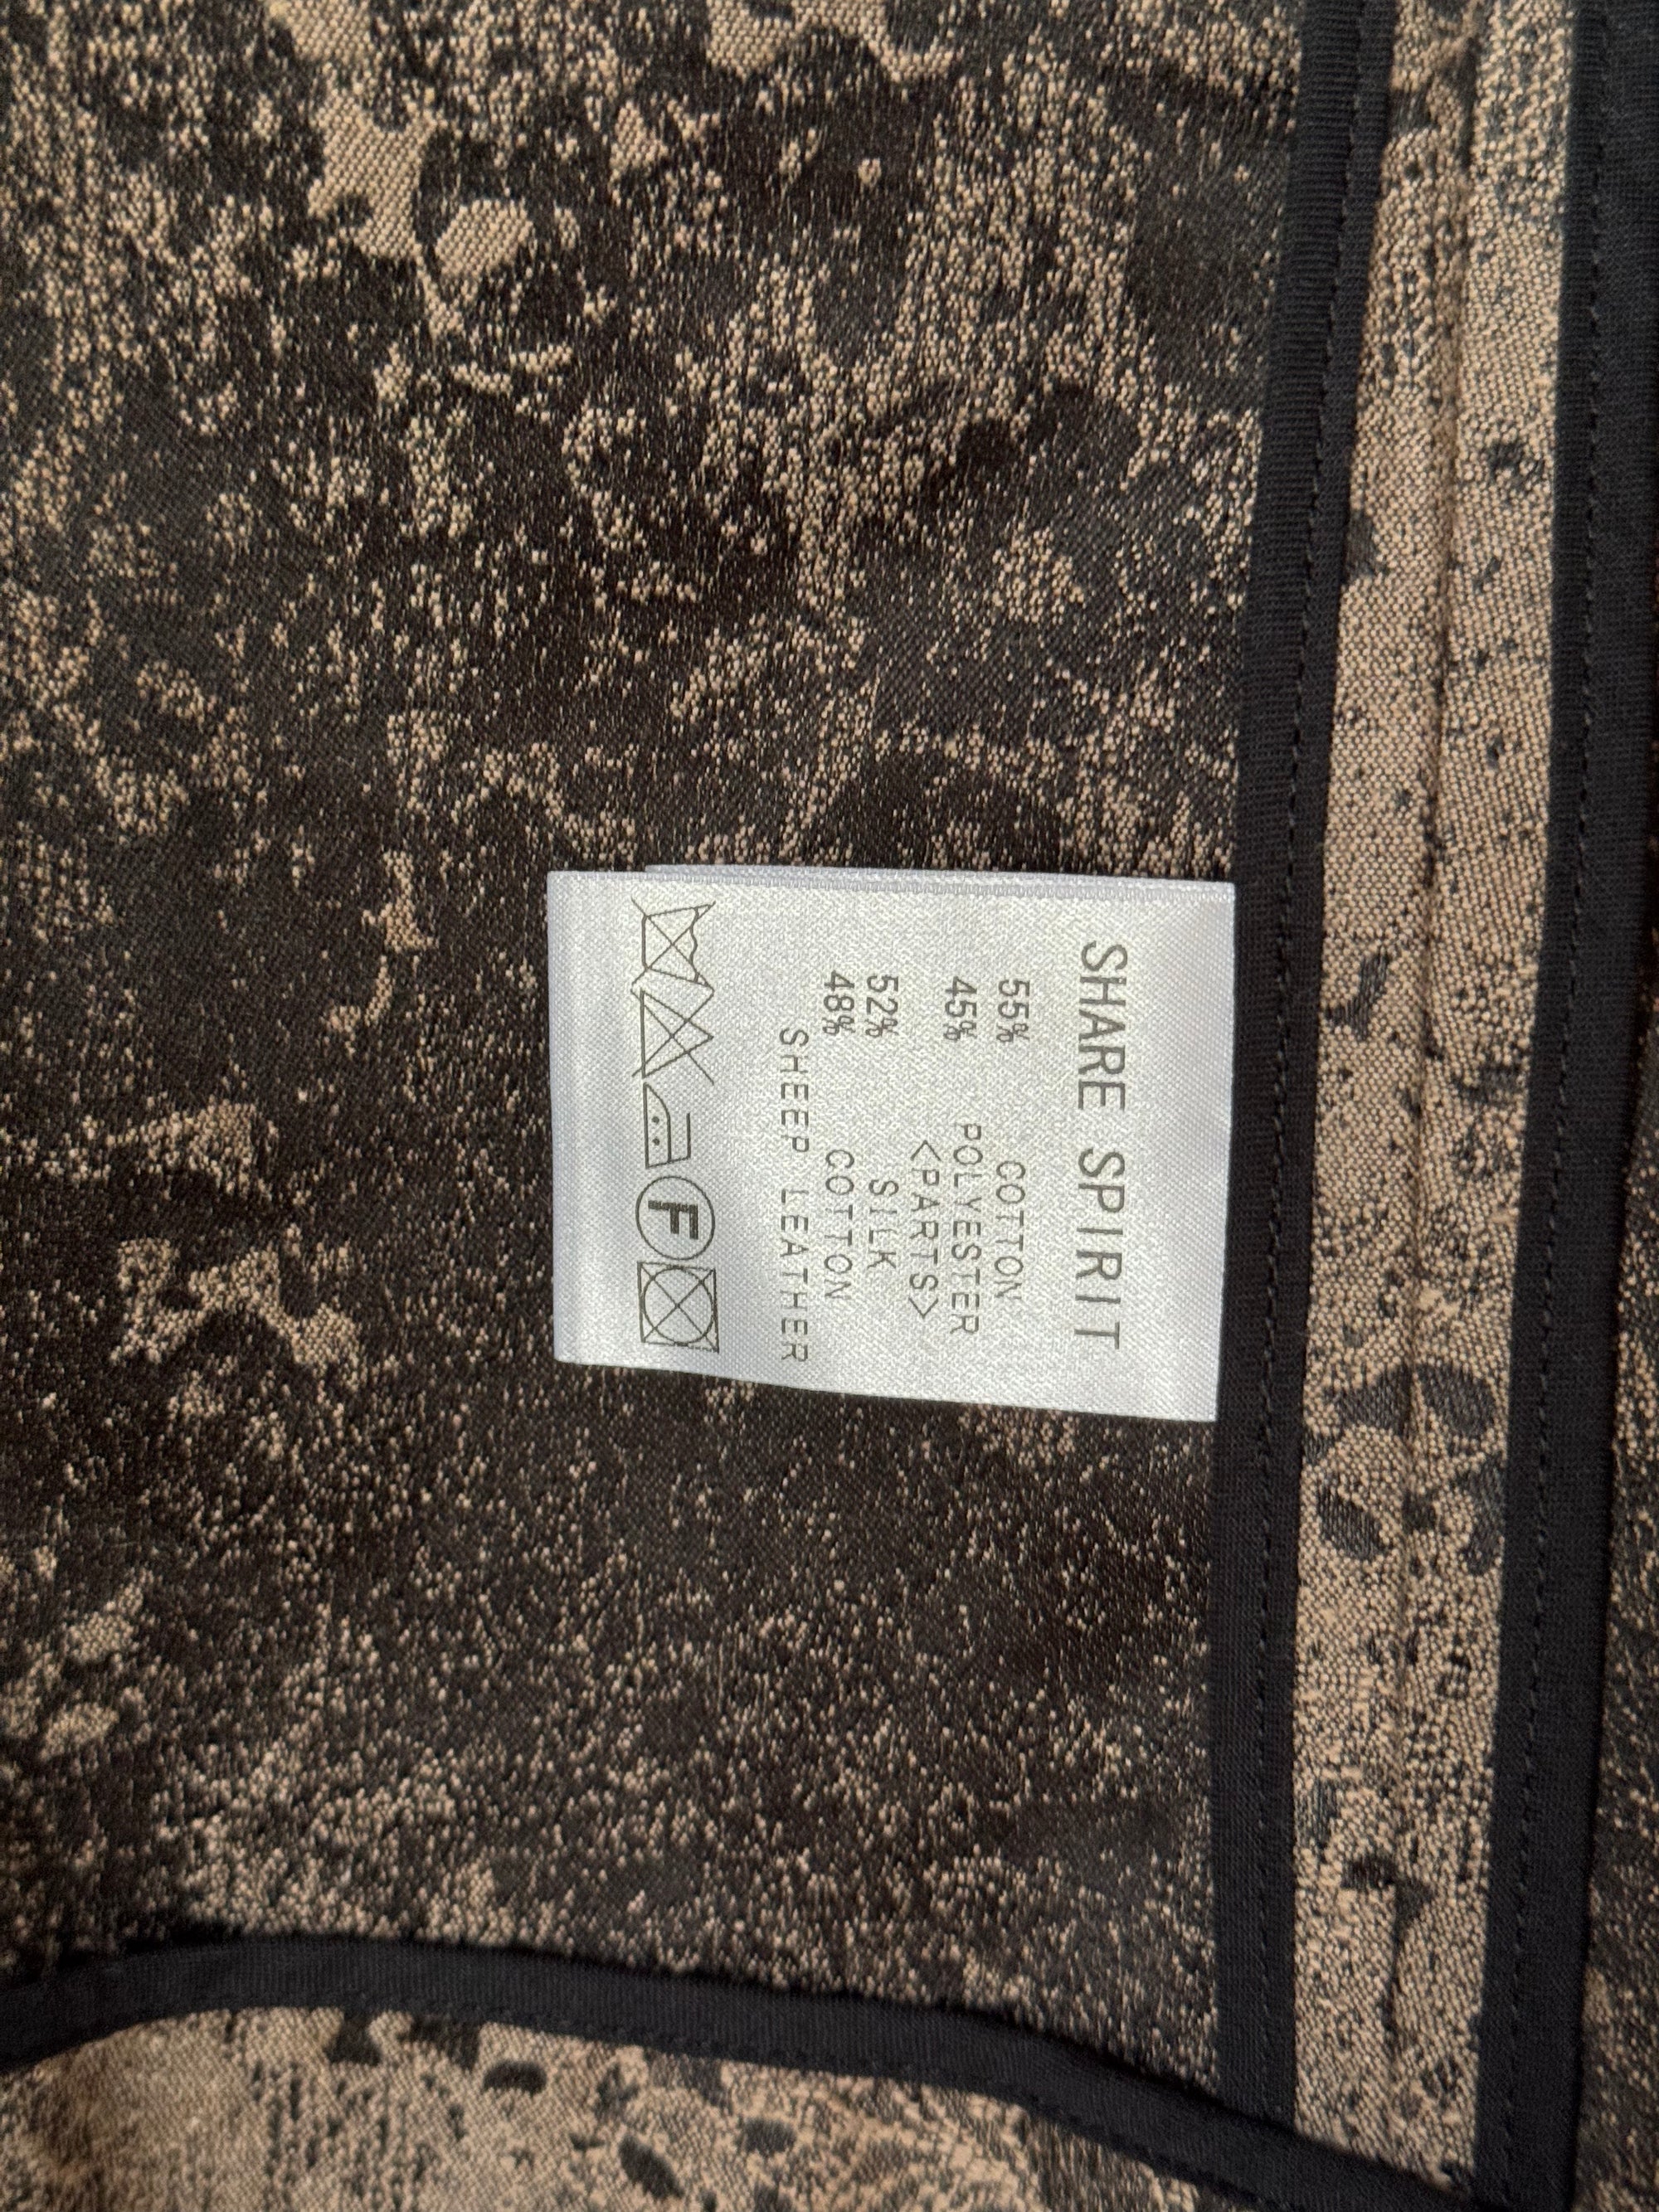 SHARE SPIRIT
55% COTTON
45% POLYESTER
<PARTS>
52% SILK
48% COTTON
SHEEP LEATHER
F